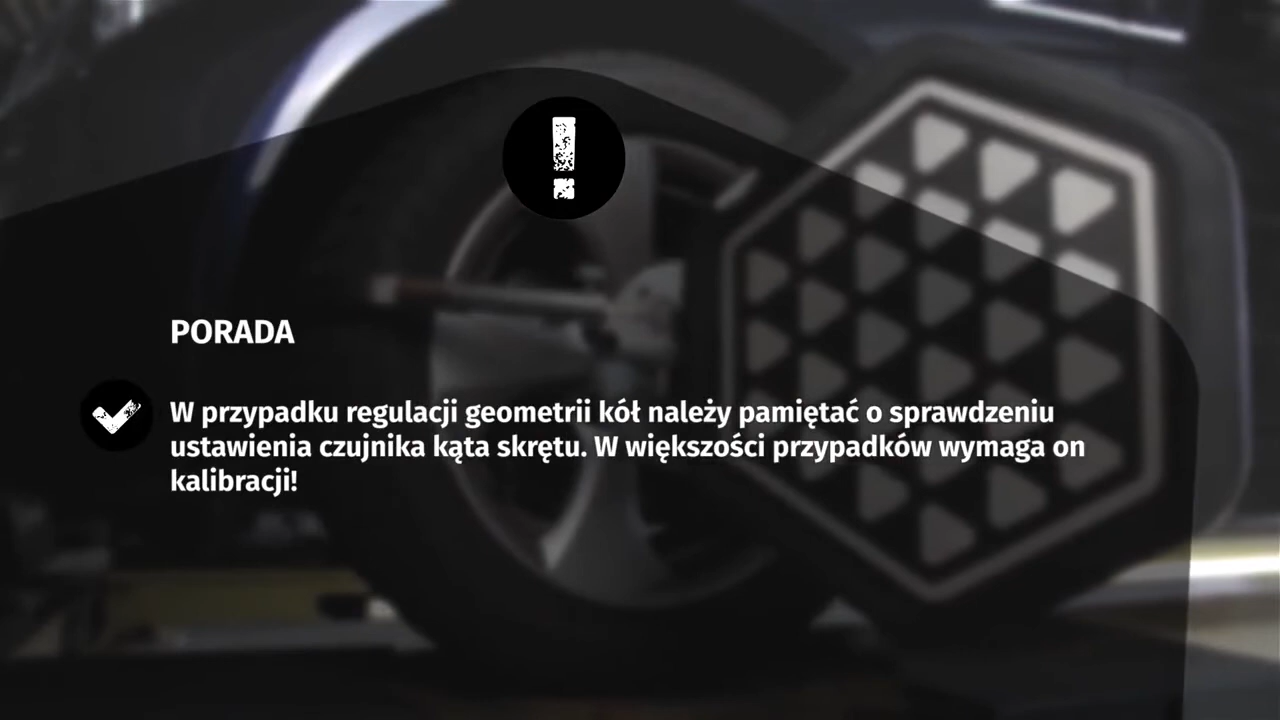 PORADA
W przypadku regulacji geometrii kół należy pamiętać o sprawdzeniu
ustawienia czujnika kąta skrętu. W większości przypadków wymaga on
kalibracji!